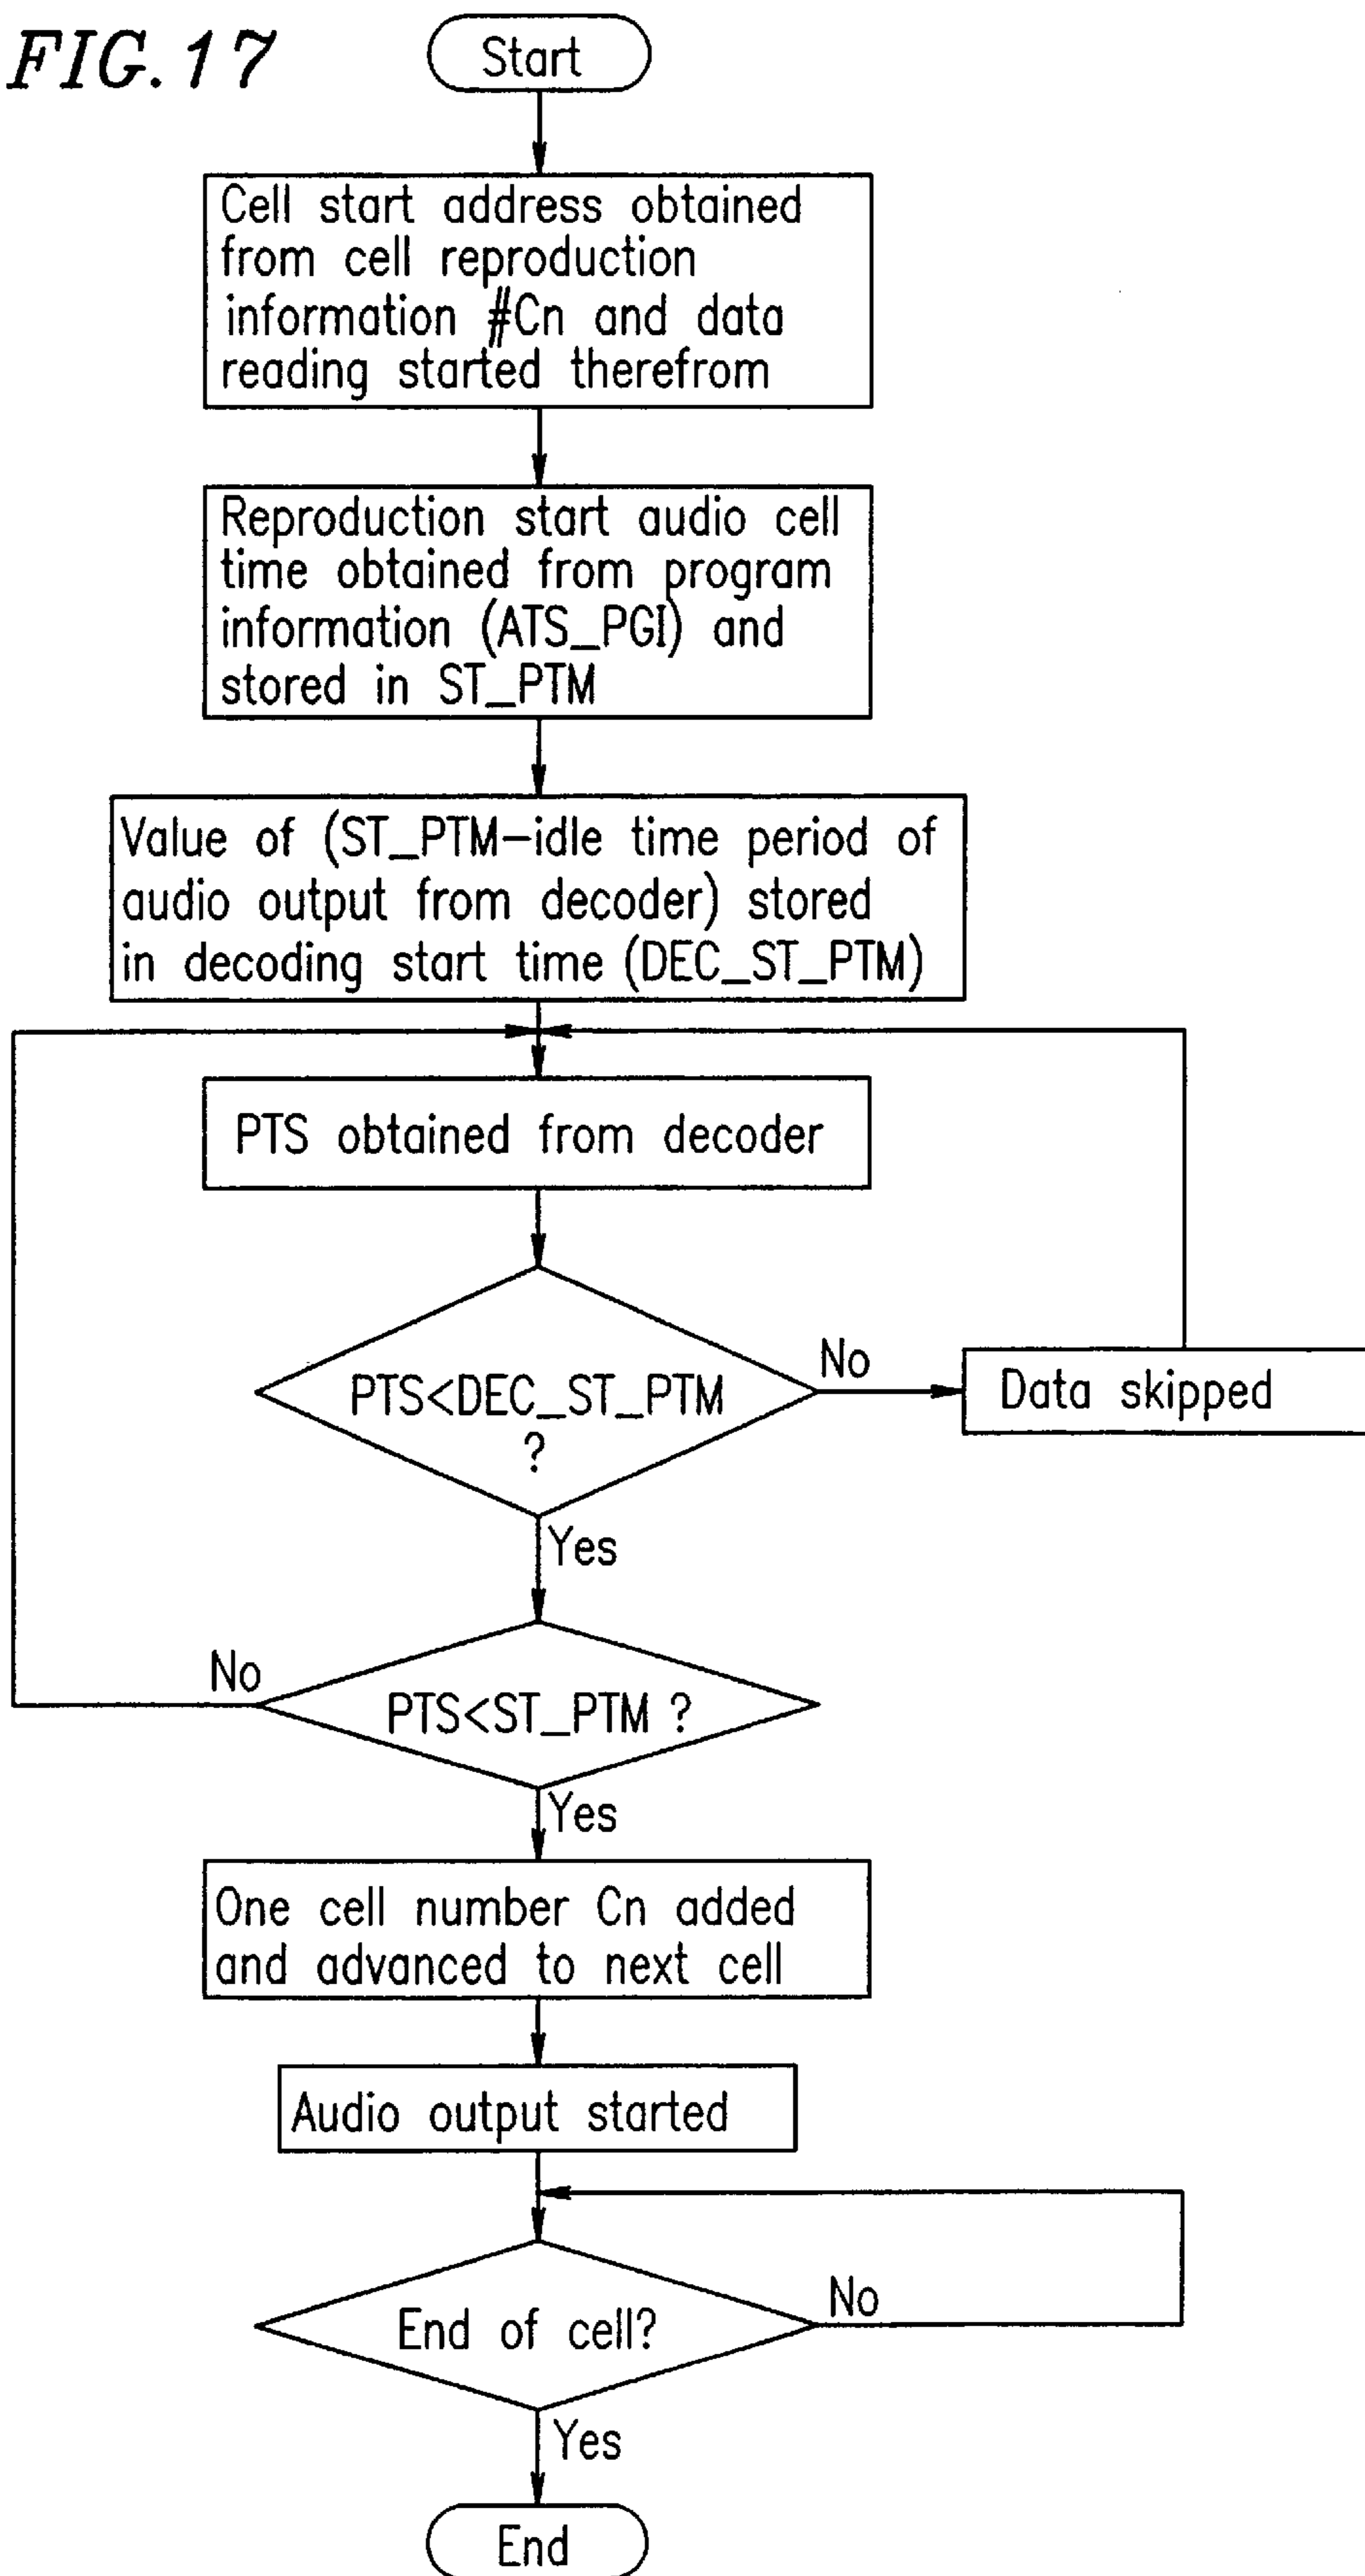 FIG.17
Start
Cell start address obtained
from cell reproduction
information #Cn and data
reading started therefrom
Reproduction start audio cell
time obtained from program
information (ATS_PGI) and
stored in ST_PTM
Value of (ST_PTM-idle time period of
audio output from decoder) stored
in decoding start time (DEC_ST_PTM)
PTS obtained from decoder
PTS<DEC_ST_PTM
?
No
Data skipped
Yes
No
PTS<ST_PTM ?
Yes
One cell number Cn added
and advanced to next cell
Audio output started
End of cell?
No
Yes
End